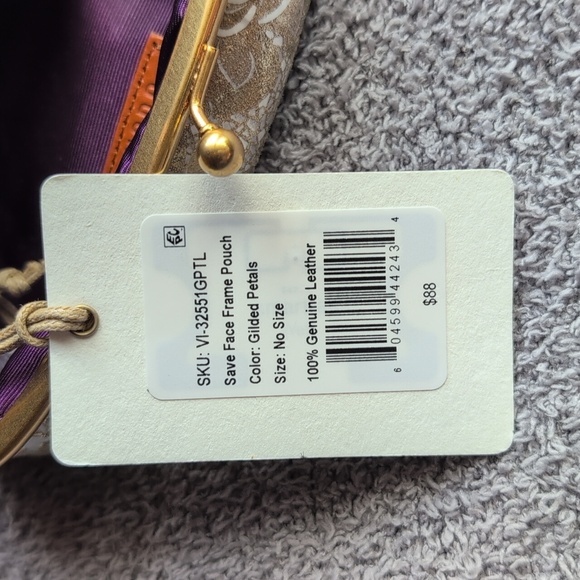 SKU: VI-32551GPTL
Save Face Frame Pouch
Color: Gilded Petals
Size: No Size
100% Genuine Leather
6 04599 44243 4
$88